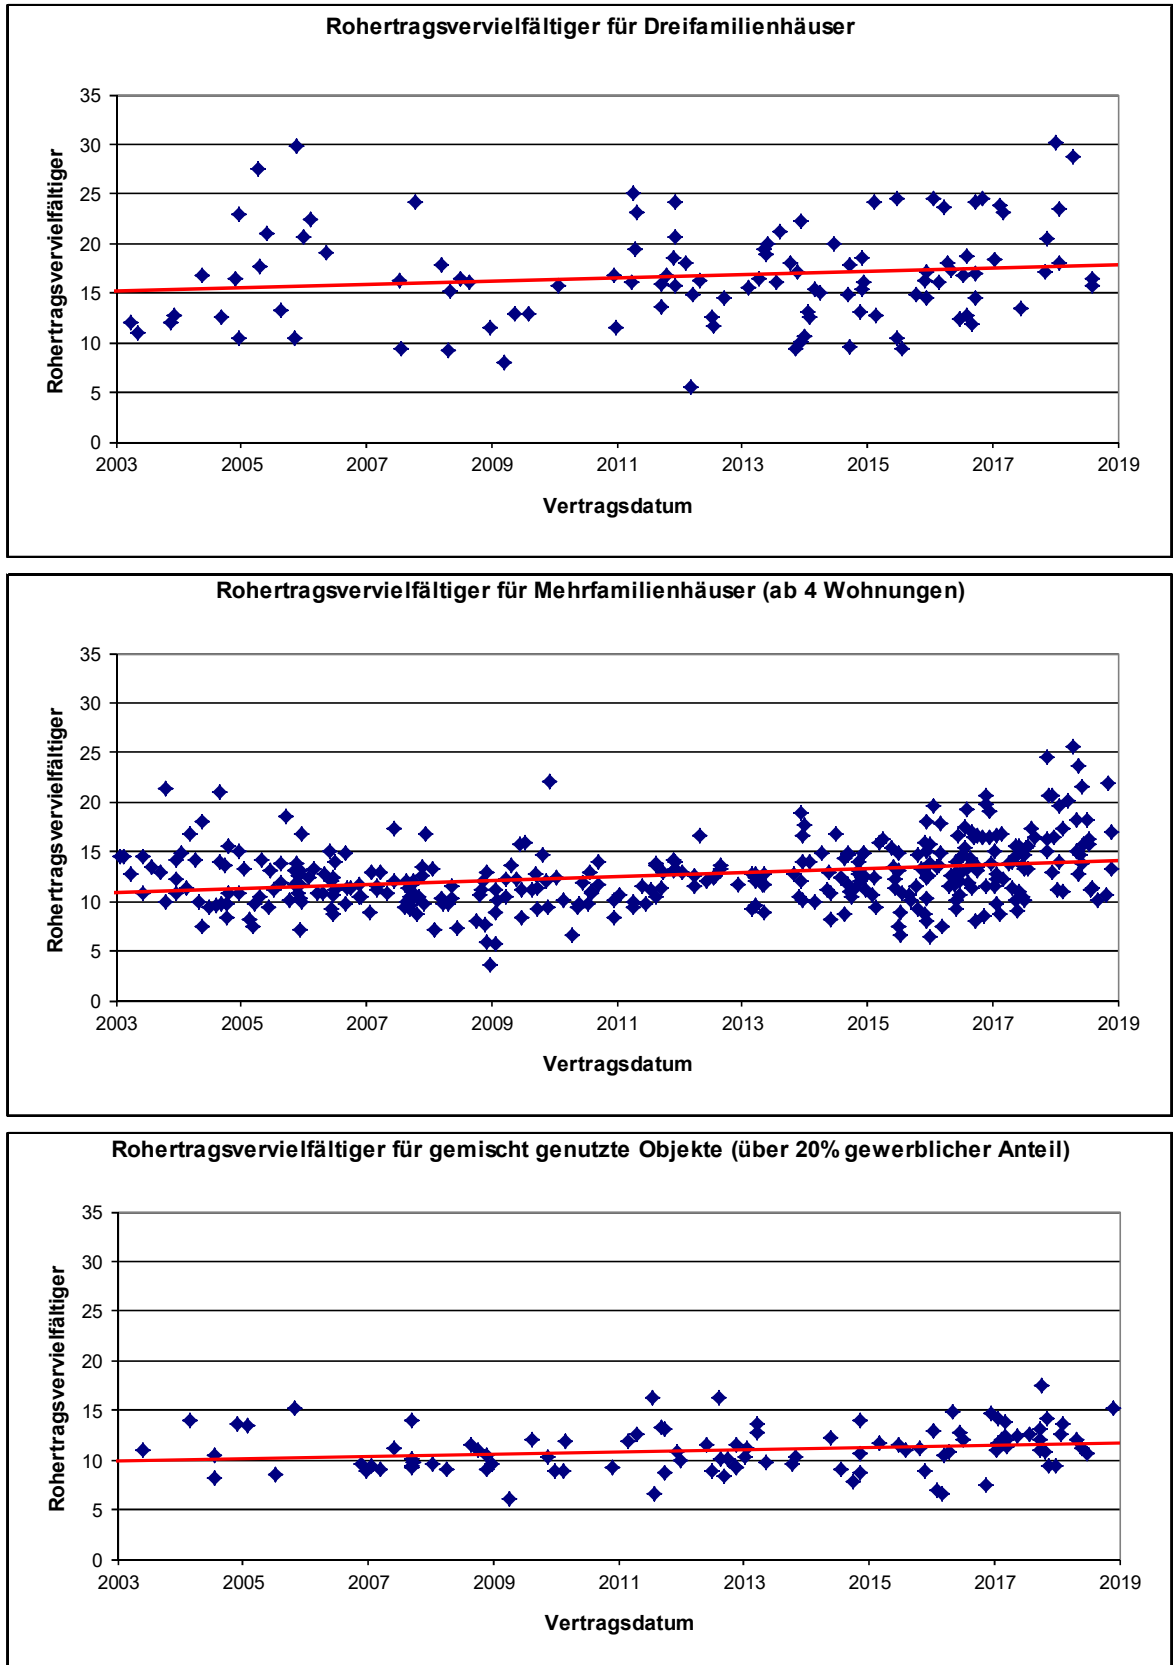 Rohertragsvervielfältiger für Dreifamilienhäuser
35
30
25
20
15
10
5
0
Rohertragsvervielfältiger
2003 2005 2007 2009 2011 2013 2015 2017 2019
Vertragsdatum
Rohertragsvervielfältiger für Mehrfamilienhäuser (ab 4 Wohnungen)
35
30
25
20
15
10
5
0
Rohertragsvervielfältiger
2003 2005 2007 2009 2011 2013 2015 2017 2019
Vertragsdatum
Rohertragsvervielfältiger für gemischt genutzte Objekte (über 20% gewerblicher Anteil)
35
30
25
20
15
10
5
0
Rohertragsvervielfältiger
2003 2005 2007 2009 2011 2013 2015 2017 2019
Vertragsdatum